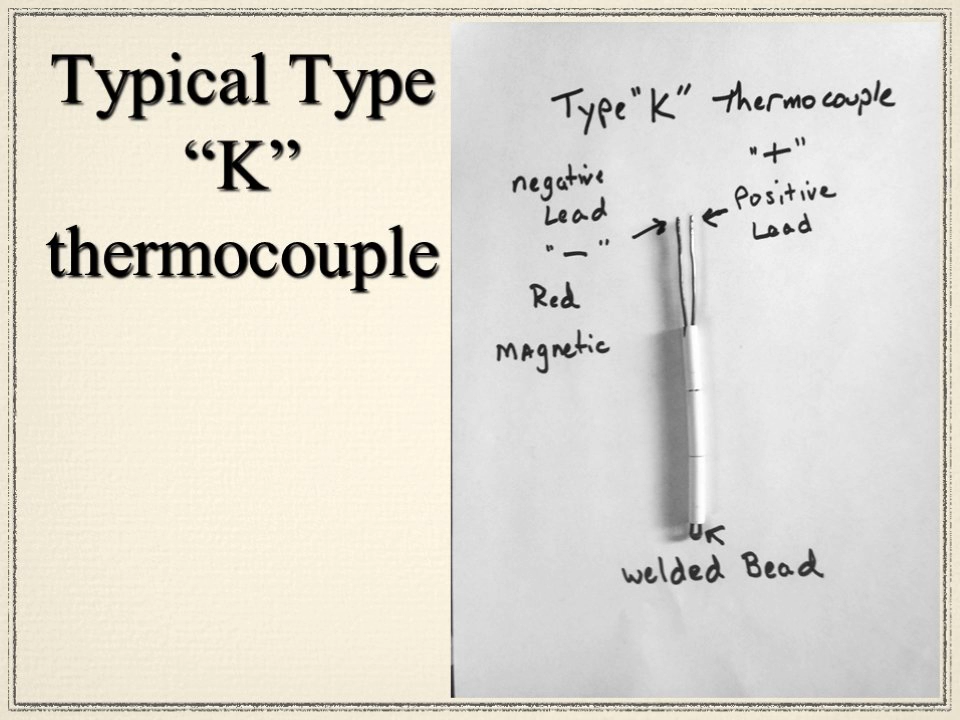 Typical Type
“K”
thermocouple
Type "K" thermocouple
"+"
negative
Lead
"–"
Positive
Lead
Red
MAgnetic
welded Bead